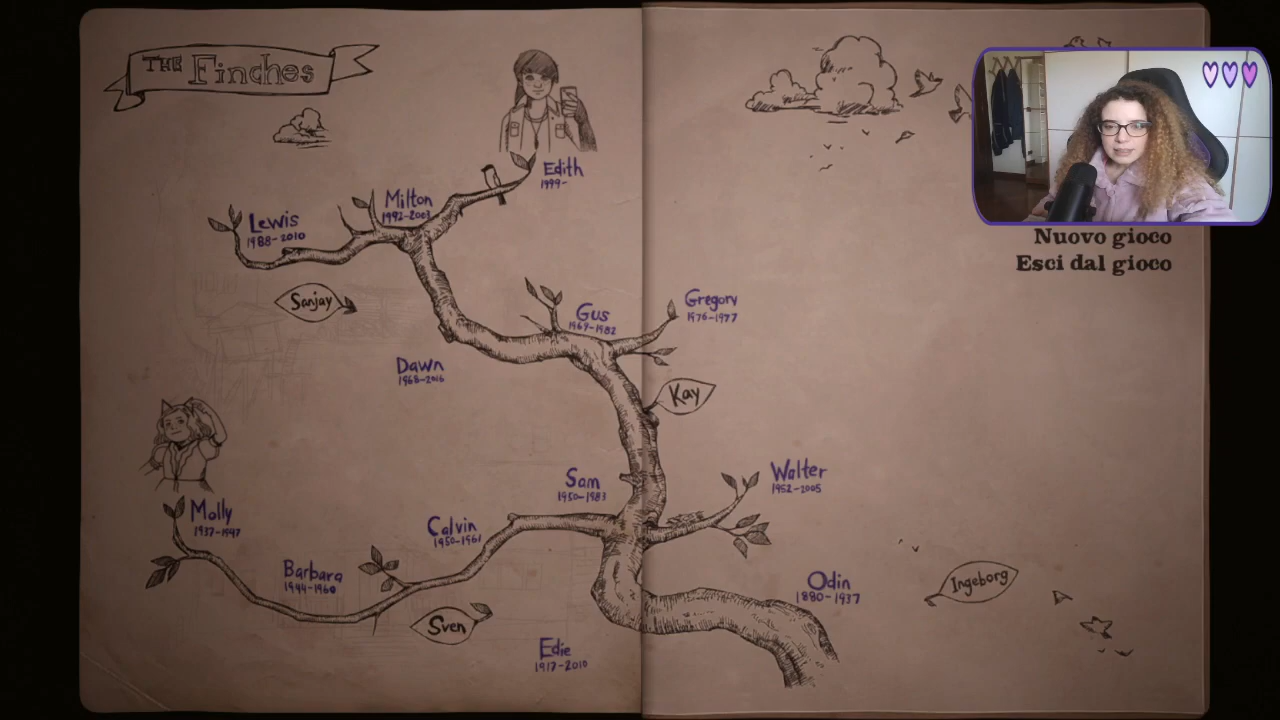 THE Finches
Edith
1999-
Milton
1992-2003
Lewis
1988-2010
Nuovo gioco
Esci dal gioco
Sanjay
Gregory
1976-1977
Gus
1969-1982
Dawn
1968-2016
Kay
Walter
1952-2005
Sam
1950-1983
Molly
1937-1947
Calvin
1950-1961
Barbara
1944-1960
Odin
1880-1937
Ingeborg
Sven
Edie
1917-2010